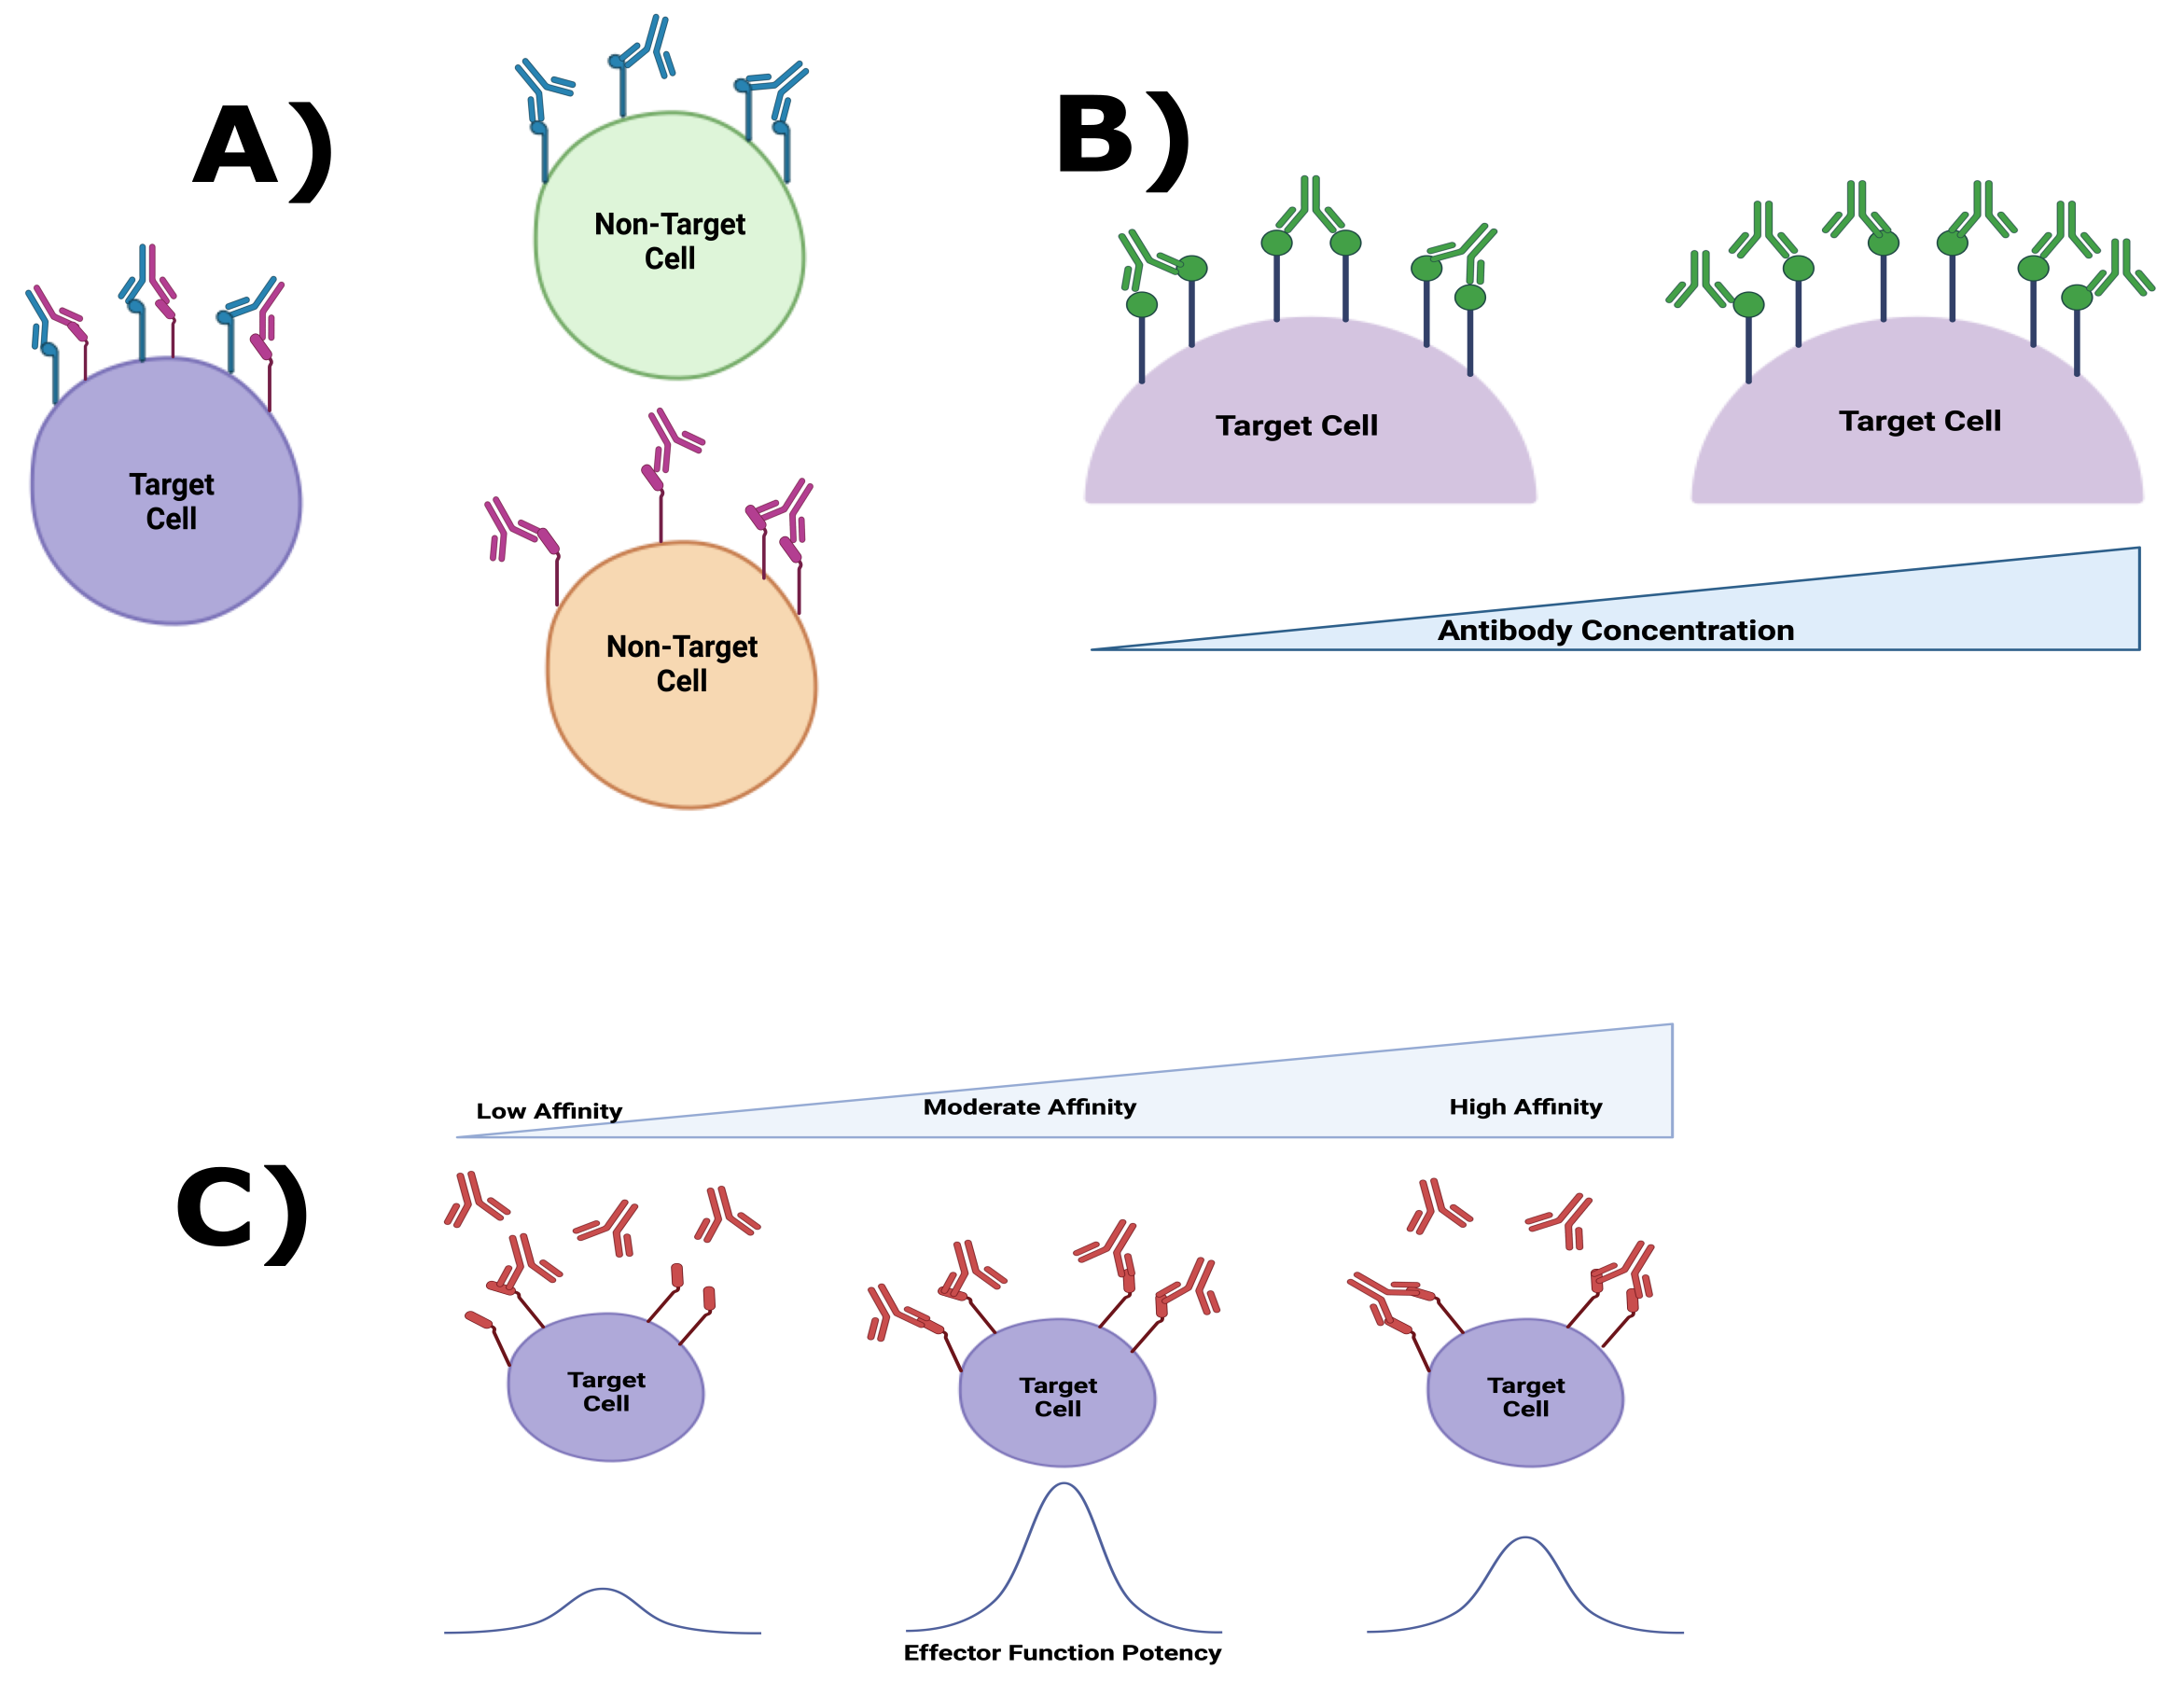 A)
Non-Target
Cell
Target
Cell
Non-Target
Cell
B)
Target Cell
Target Cell
Antibody Concentration
C)
Low Affinity
Moderate Affinity
High Affinity
Target
Cell
Target
Cell
Target
Cell
Effector Function Potency